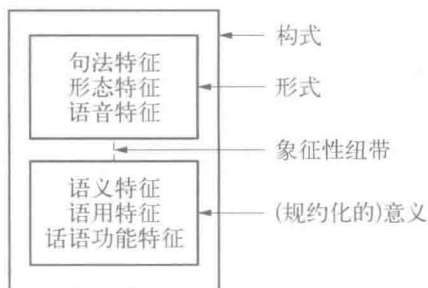 构式
句法特征
形态特征
语音特征
形式
象征性纽带
语义特征
语用特征
话语功能特征
(规约化的)意义